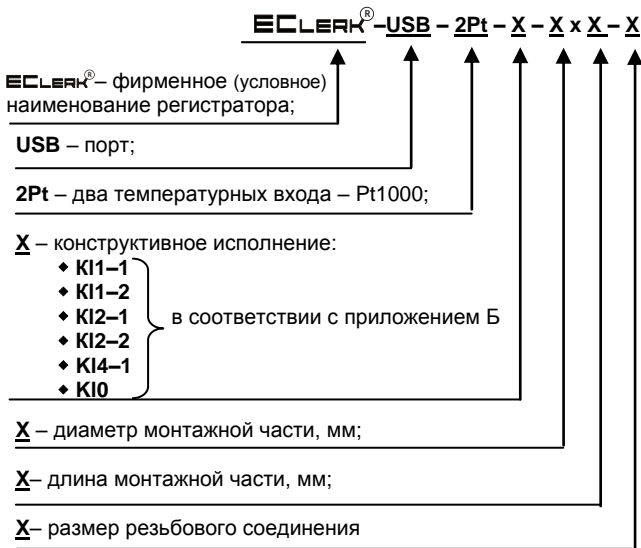 ECLERK®–USB – 2Pt – X – X x X – X
ECLERK®– фирменное (условное)
наименование регистратора;
USB – порт;
2Pt – два температурных входа – Pt1000;
X – конструктивное исполнение:
◆ KI1–1
◆ KI1–2
◆ KI2–1
◆ KI2–2
◆ KI4–1
◆ KI0
в соответствии с приложением Б
X – диаметр монтажной части, мм;
X– длина монтажной части, мм;
X– размер резьбового соединения